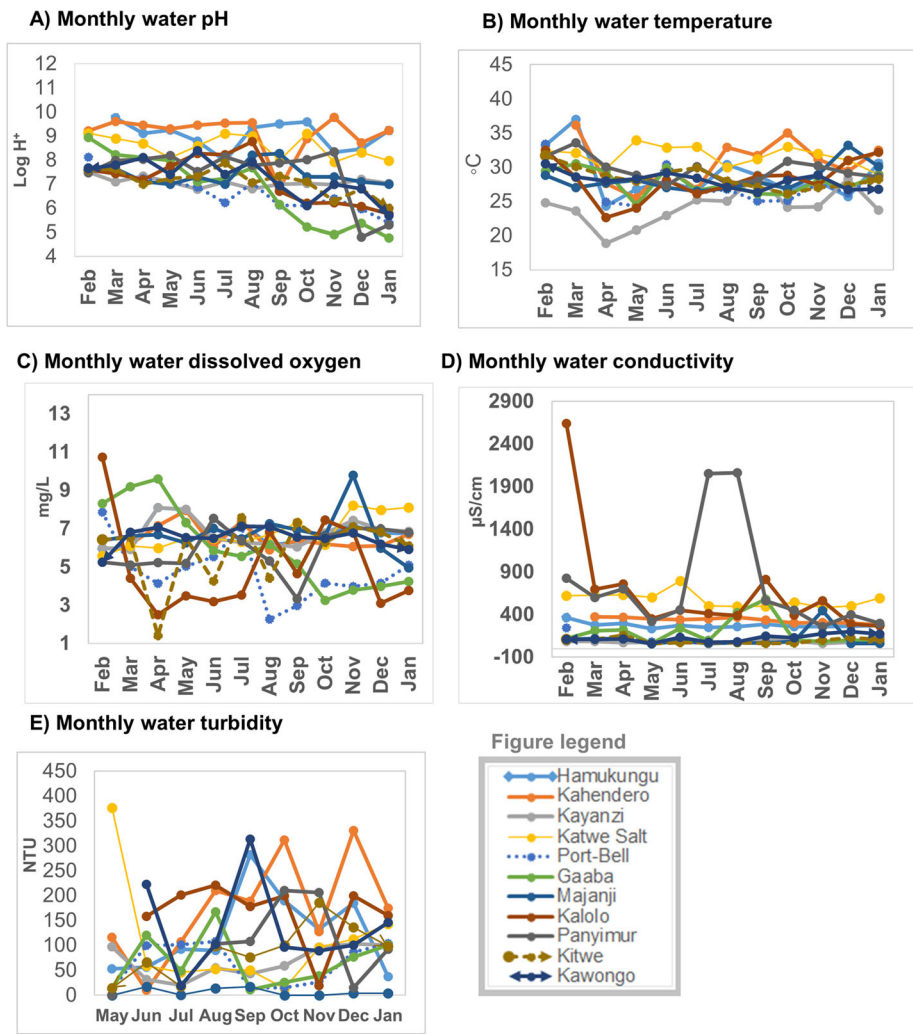 A) Monthly water pH
12
11
10
9
8
7
6
5
4
Log H⁺
Feb Mar Apr May Jun Jul Aug Sep Oct Nov Dec Jan
B) Monthly water temperature
45
40
35
30
25
20
15
°C
Feb Mar Apr May Jun Jul Aug Sep Oct Nov Dec Jan
C) Monthly water dissolved oxygen
13
11
9
7
5
3
1
mg/L
Feb Mar Apr May Jun Jul Aug Sep Oct Nov Dec Jan
D) Monthly water conductivity
2900
2400
1900
1400
900
400
-100
µS/cm
Feb Mar Apr May Jun Jul Aug Sep Oct Nov Dec Jan
E) Monthly water turbidity
450
400
350
300
250
200
150
100
50
0
NTU
May Jun Jul Aug Sep Oct Nov Dec Jan
Figure legend
Hamukungu
Kahendero
Kayanzi
Katwe Salt
Port-Bell
Gaaba
Majanji
Kalolo
Panyimur
Kitwe
Kawongo